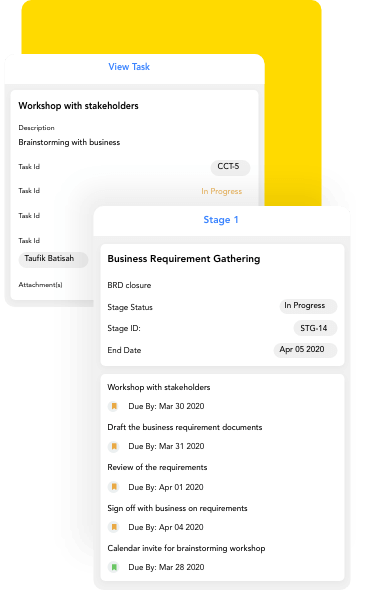 View Task
Workshop with stakeholders
Description
Brainstorming with business
Task Id
CCT-5
Task Id
In Progress
Task Id
Task Id
Taufik Batisah
Attachment(s)
Stage 1
Business Requirement Gathering
BRD closure
Stage Status
In Progress
Stage ID:
STG-14
End Date
Apr 05 2020
Workshop with stakeholders
Due By: Mar 30 2020
Draft the business requirement documents
Due By: Mar 31 2020
Review of the requirements
Due By: Apr 01 2020
Sign off with business on requirements
Due By: Apr 04 2020
Calendar invite for brainstorming workshop
Due By: Mar 28 2020